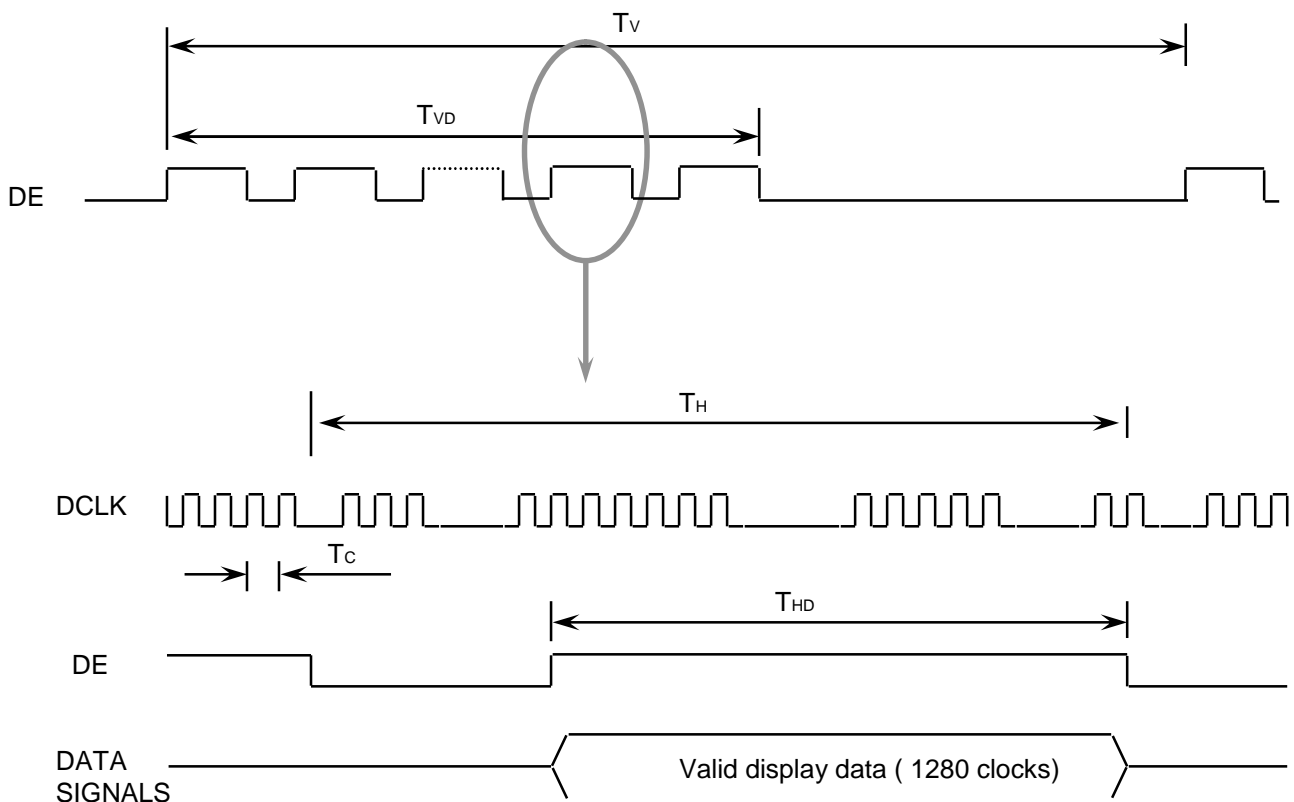 TV
TVD
DE
TH
DCLK
TC
THD
DE
DATA
SIGNALS
Valid display data ( 1280 clocks)